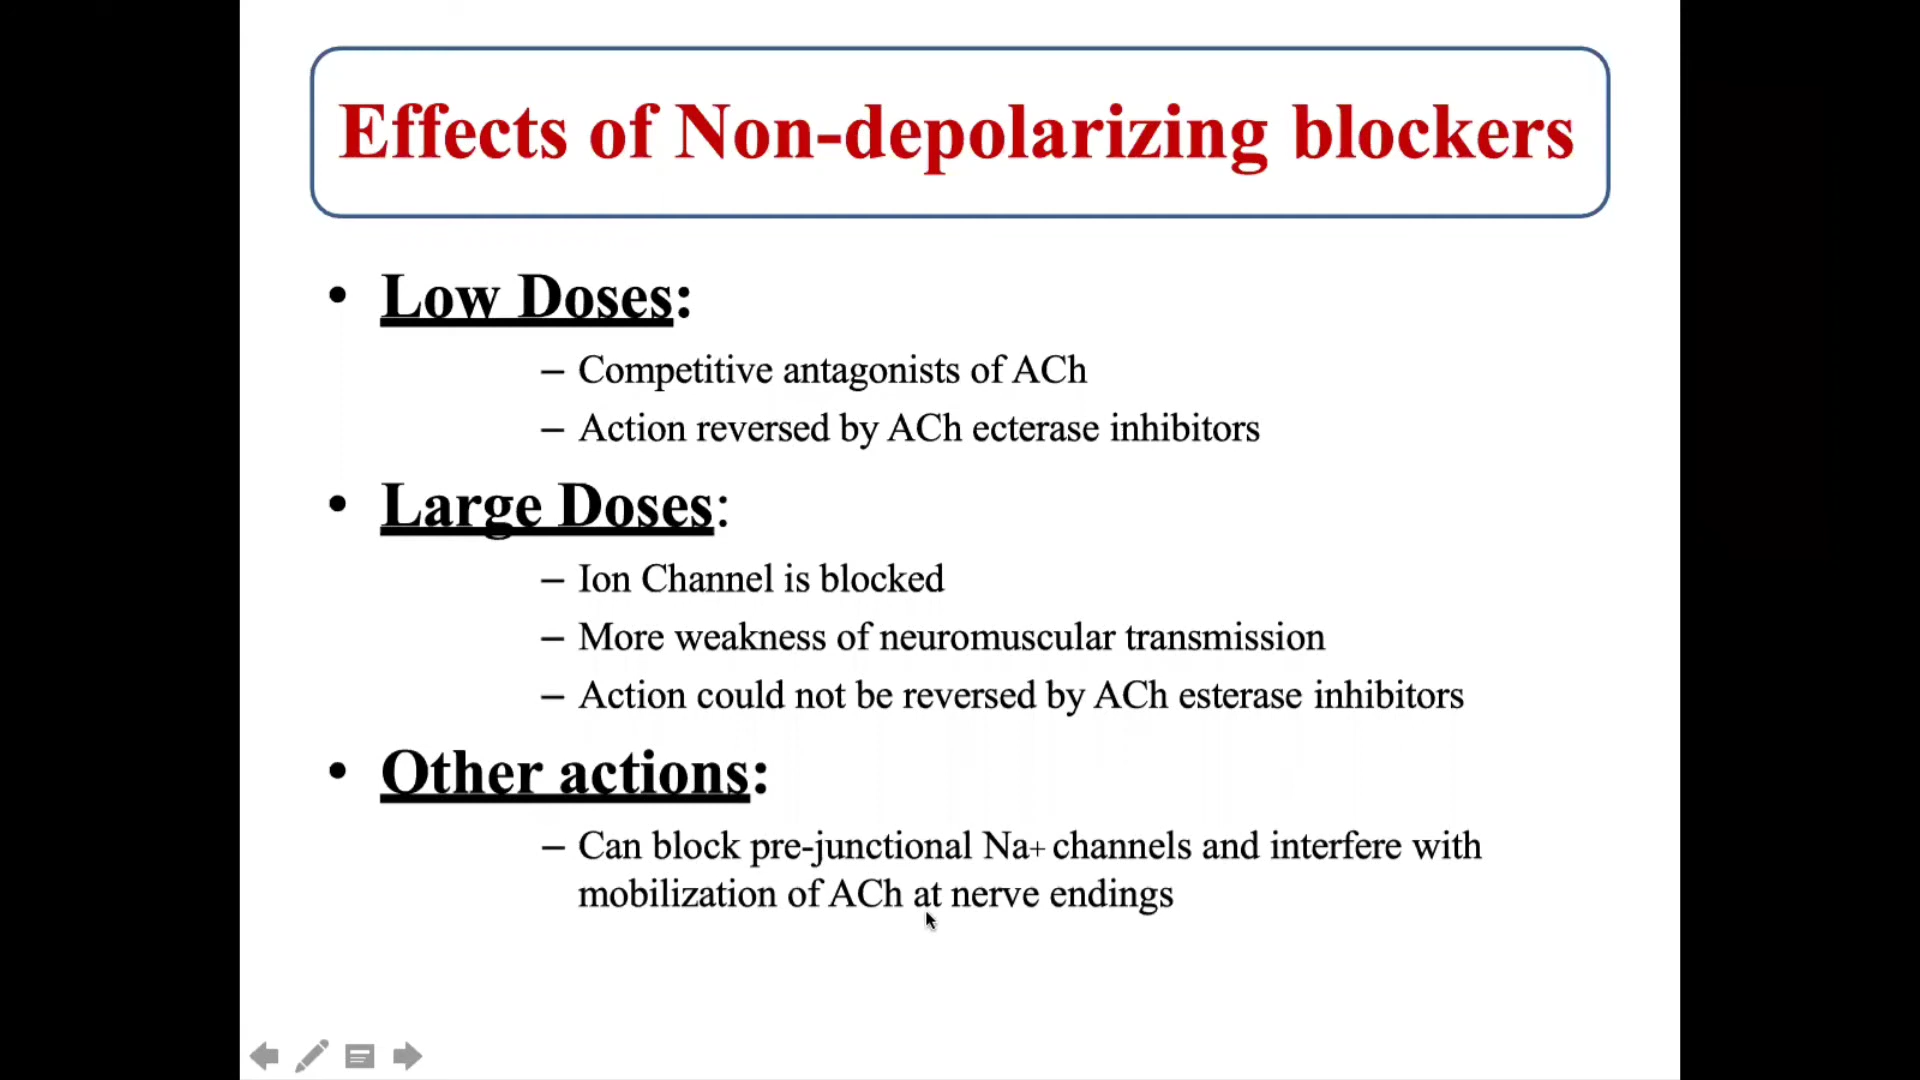 Effects of Non-depolarizing blockers
• Low Doses:
– Competitive antagonists of ACh
– Action reversed by ACh ecterase inhibitors
• Large Doses:
– Ion Channel is blocked
– More weakness of neuromuscular transmission
– Action could not be reversed by ACh esterase inhibitors
• Other actions:
– Can block pre-junctional Na+ channels and interfere with
mobilization of ACh at nerve endings